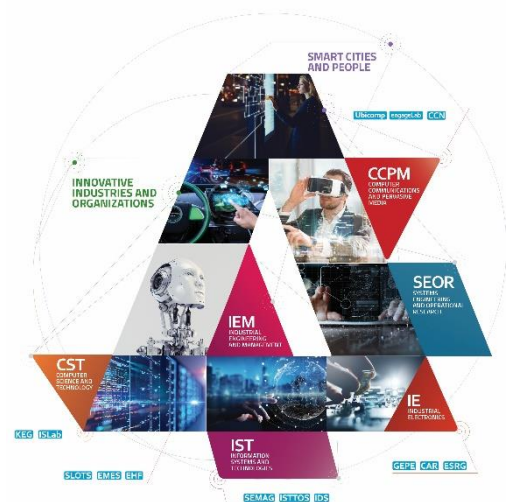 SMART CITIES
AND PEOPLE
Ubicomp engageLab CCN
INNOVATIVE
INDUSTRIES AND
ORGANIZATIONS
CCPM
COMPUTER
COMMUNICATIONS
AND PERVASIVE
MEDIA
SEOR
SYSTEMS
ENGINEERING
AND OPERATIONAL
RESEARCH
IEM
INDUSTRIAL
ENGINEERING
AND MANAGEMENT
CST
COMPUTER
SCIENCE AND
TECHNOLOGY
IE
INDUSTRIAL
ELECTRONICS
KEG ISLab
IST
INFORMATION
SYSTEMS AND
TECHNOLOGIES
GEPE CAR ESRG
SLOTS EMES EHF
SEMAG ISTTOS IDS